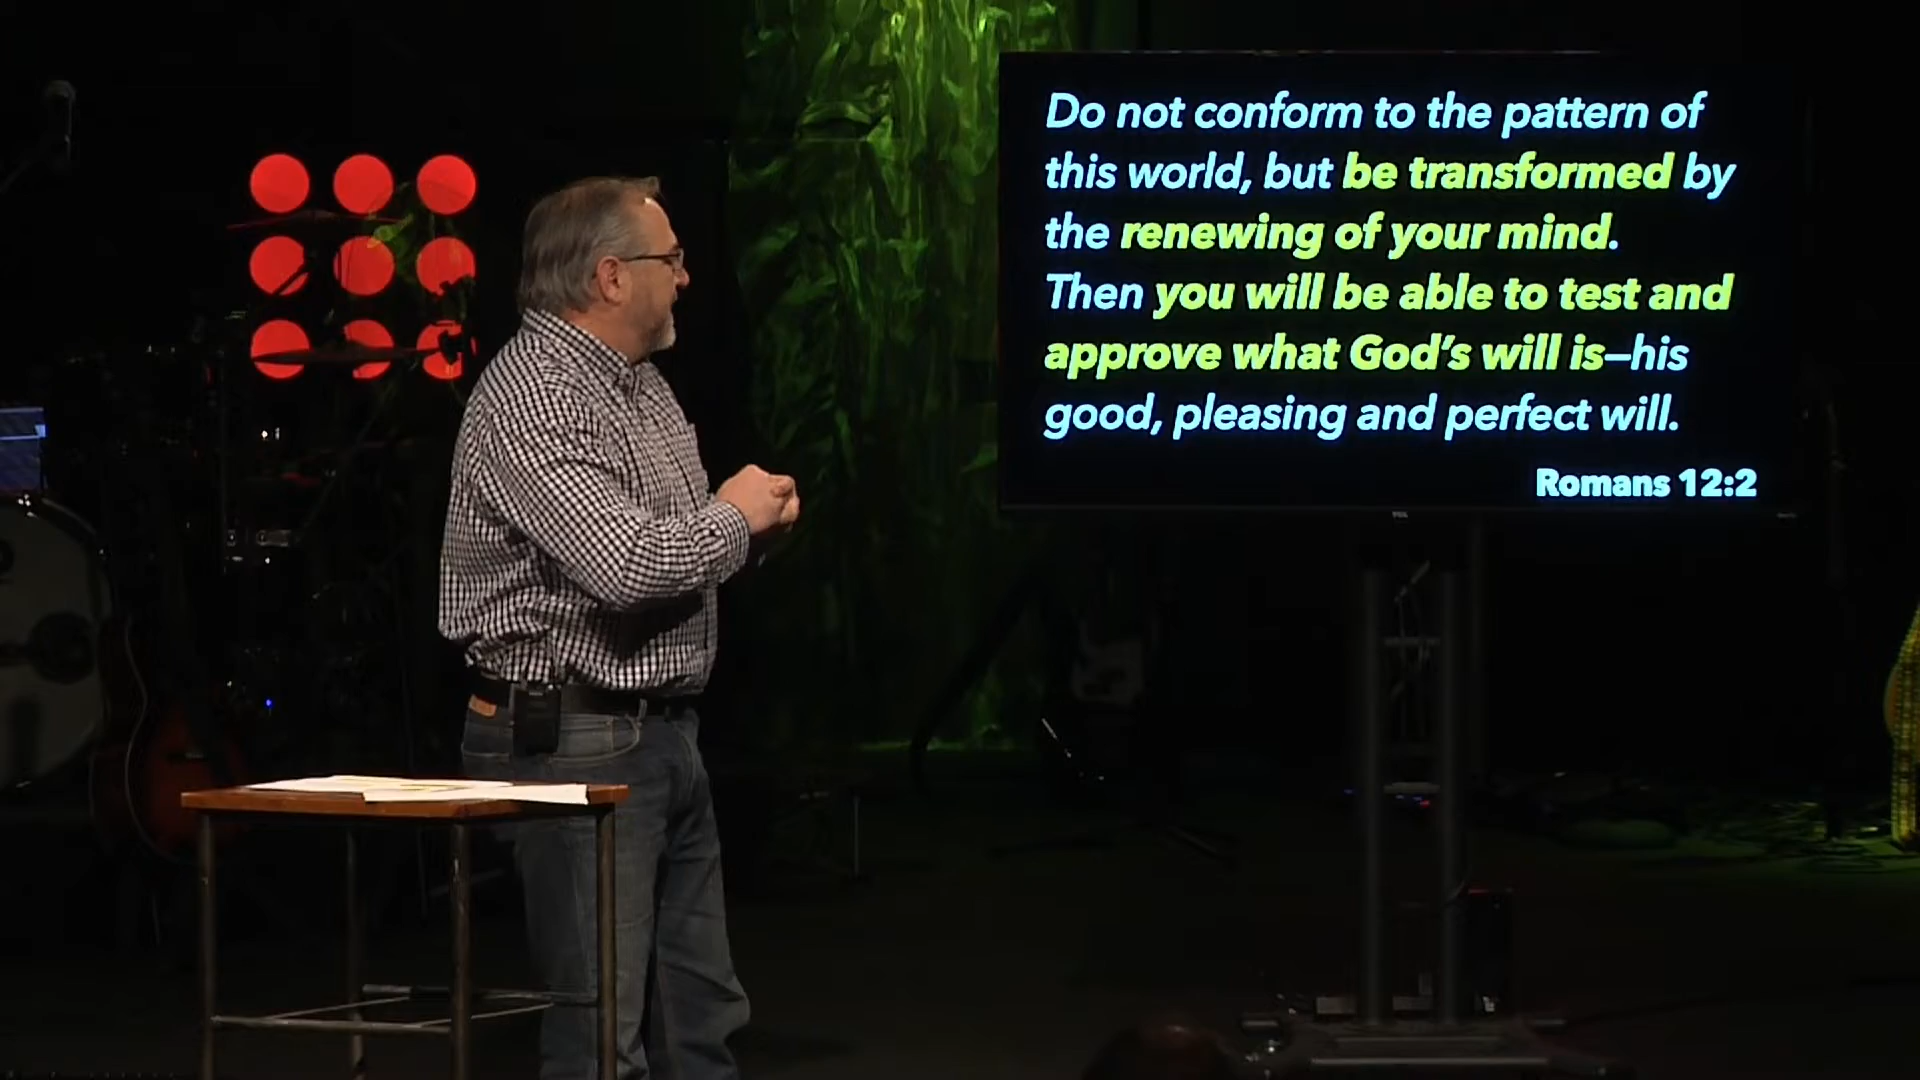 Do not conform to the pattern of
this world, but be transformed by
the renewing of your mind.
Then you will be able to test and
approve what God's will is—his
good, pleasing and perfect will.
Romans 12:2
TCL